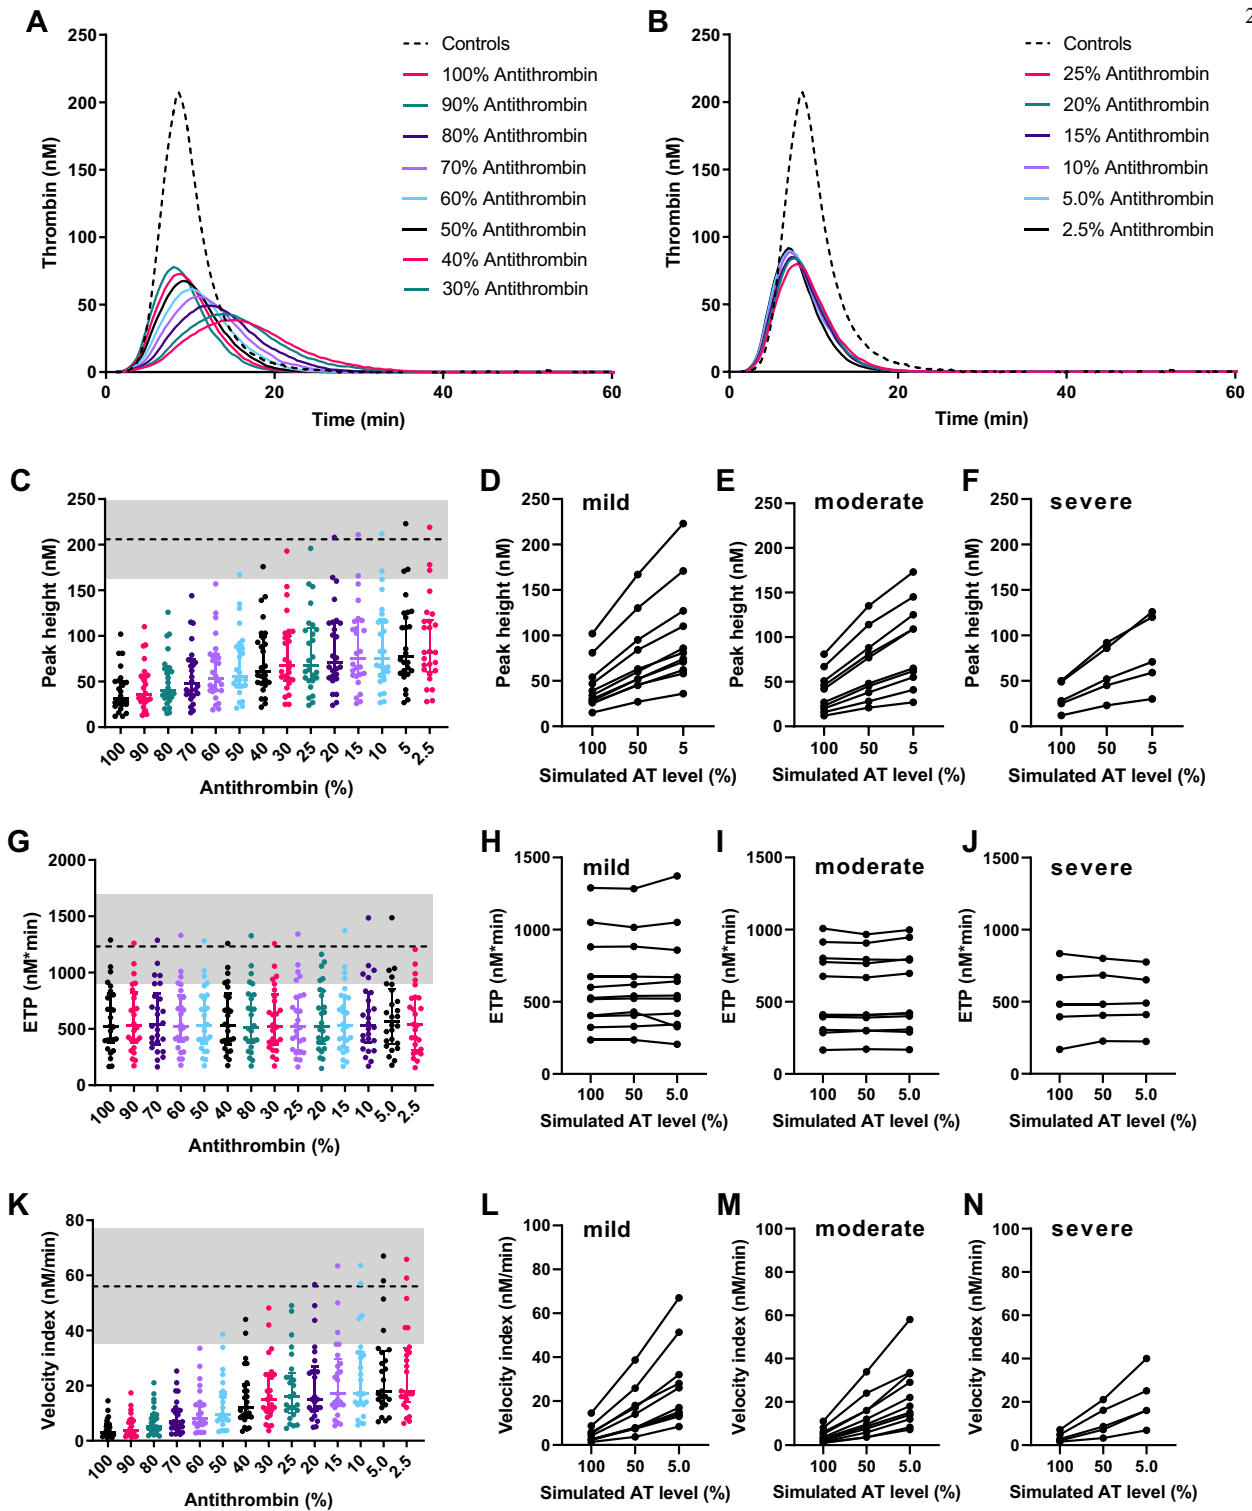 2
A
B
250
200
150
100
50
0
0
20
40
60
Thrombin (nM)
Time (min)
Controls
100% Antithrombin
90% Antithrombin
80% Antithrombin
70% Antithrombin
60% Antithrombin
50% Antithrombin
40% Antithrombin
30% Antithrombin
250
200
150
100
50
0
0
20
40
60
Thrombin (nM)
Time (min)
Controls
25% Antithrombin
20% Antithrombin
15% Antithrombin
10% Antithrombin
5.0% Antithrombin
2.5% Antithrombin
C
Peak height (nM)
250
200
150
100
50
0
100 90 80 70 60 50 40 30 25 20 15 10 5 2.5
Antithrombin (%)
D
mild
Peak height (nM)
250
200
150
100
50
0
100 50 5
Simulated AT level (%)
E
moderate
Peak height (nM)
250
200
150
100
50
0
100 50 5
Simulated AT level (%)
F
severe
Peak height (nM)
250
200
150
100
50
0
100 50 5
Simulated AT level (%)
G
ETP (nM*min)
2000
1500
1000
500
0
100 90 70 60 50 40 80 30 25 20 15 10 5.0 2.5
Antithrombin (%)
H
mild
ETP (nM*min)
1500
1000
500
0
100 50 5.0
Simulated AT level (%)
I
moderate
ETP (nM*min)
1500
1000
500
0
100 50 5.0
Simulated AT level (%)
J
severe
ETP (nM*min)
1500
1000
500
0
100 50 5.0
Simulated AT level (%)
K
Velocity index (nM/min)
80
60
40
20
0
100 90 80 70 60 50 40 30 25 20 15 10 5.0 2.5
Antithrombin (%)
L
mild
Velocity index (nM/min)
100
80
60
40
20
0
100 50 5.0
Simulated AT level (%)
M
moderate
Velocity index (nM/min)
100
80
60
40
20
0
100 50 5.0
Simulated AT level (%)
N
severe
Velocity index (nM/min)
100
80
60
40
20
0
100 50 5.0
Simulated AT level (%)